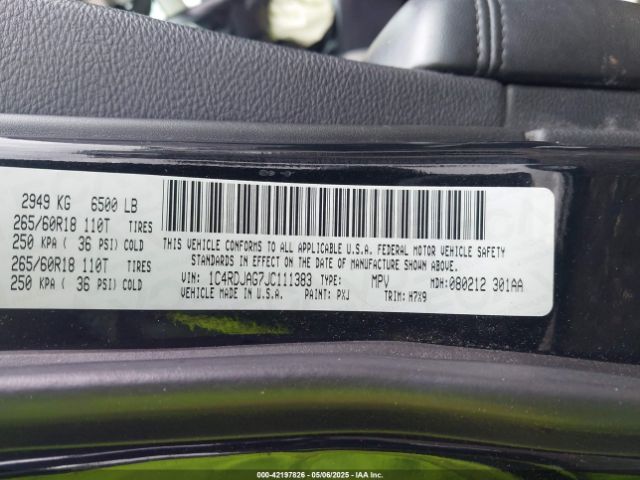 2949 KG 6500 LB
265/60R18 110T TIRES
250 KPA ( 36 PSI) COLD
265/60R18 110T TIRES
250 KPA ( 36 PSI) COLD
THIS VEHICLE CONFORMS TO ALL APPLICABLE U.S.A. FEDERAL MOTOR VEHICLE SAFETY
STANDARDS IN EFFECT ON THE DATE OF MANUFACTURE SHOWN ABOVE.
VIN: 1C4RDJAG7JC111383 TYPE: MPV MDH: 080212 301AA
VEHICLE MADE IN U.S.A. PAINT: PXJ TRIM: H7X9
000-42197826 - 05/06/2025 - IAA Inc.